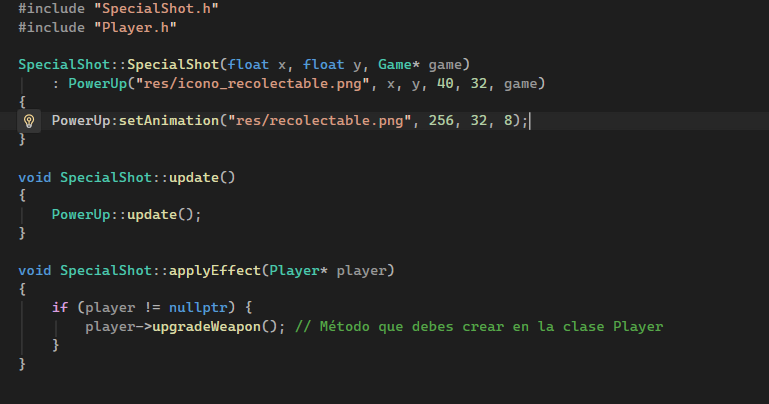 #include "SpecialShot.h"
#include "Player.h"
SpecialShot::SpecialShot(float x, float y, Game* game)
: PowerUp("res/icono_recolectable.png", x, y, 40, 32, game)
{
PowerUp:setAnimation("res/recolectable.png", 256, 32, 8);
}
void SpecialShot::update()
{
PowerUp::update();
}
void SpecialShot::applyEffect(Player* player)
{
if (player != nullptr) {
player->upgradeWeapon(); // Método que debes crear en la clase Player
}
}